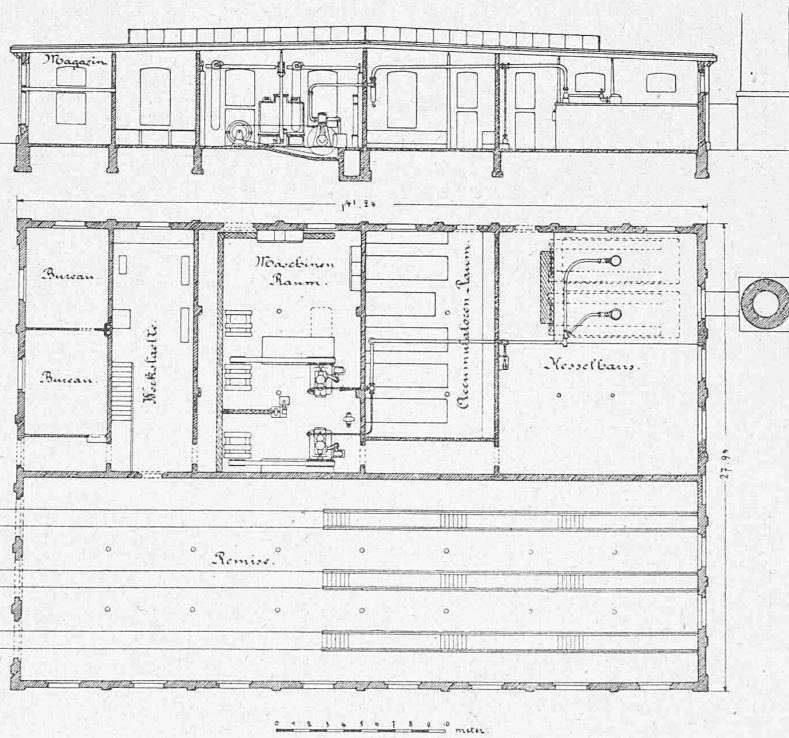 Magazin
41,24
Maschinen
Raum.
Bureau.
Werkstaette.
Accumulatoren-Raum.
Kesselhaus.
Bureau.
27.94
Remise.
0 1 2 3 4 5 6 7 8 9 10
meter.